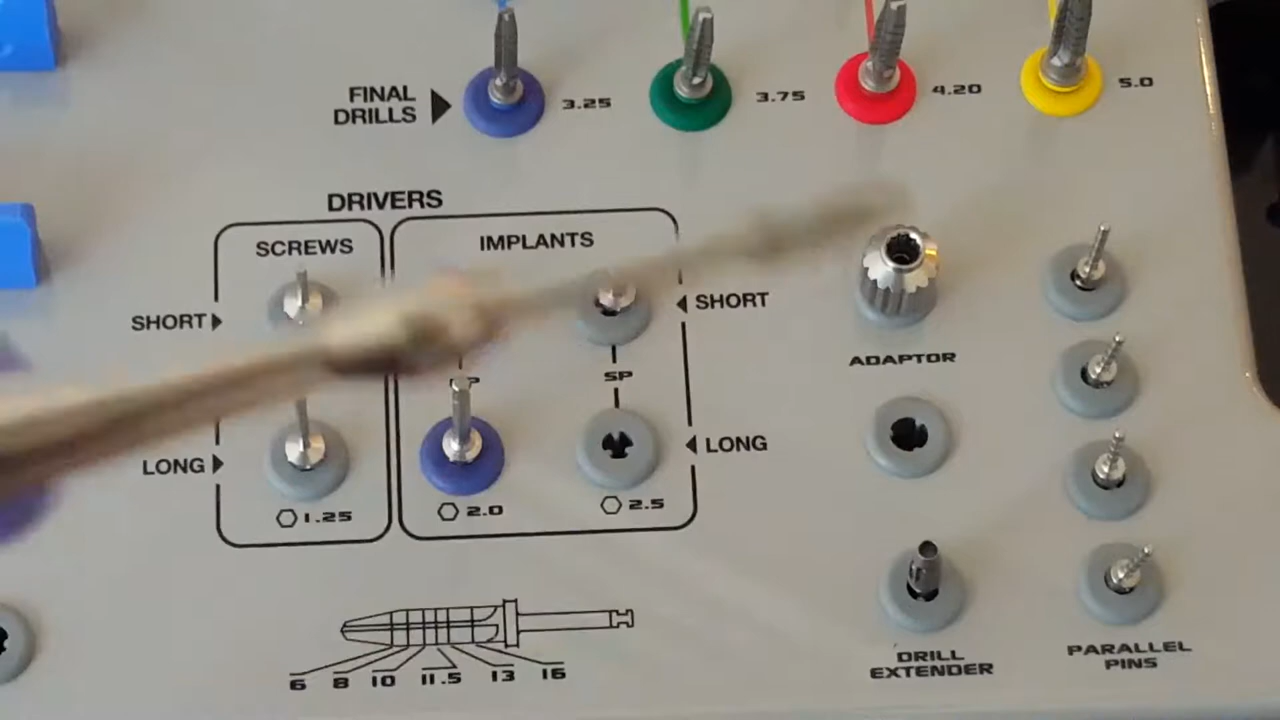 FINAL
DRILLS
3.25
3.75
4.20
5.0
DRIVERS
SCREWS
IMPLANTS
SHORT
SHORT
ADAPTOR
SP
LONG
LONG
1.25
2.0
2.5
6 8 10 11.5 13 16
DRILL
EXTENDER
PARALLEL
PINS